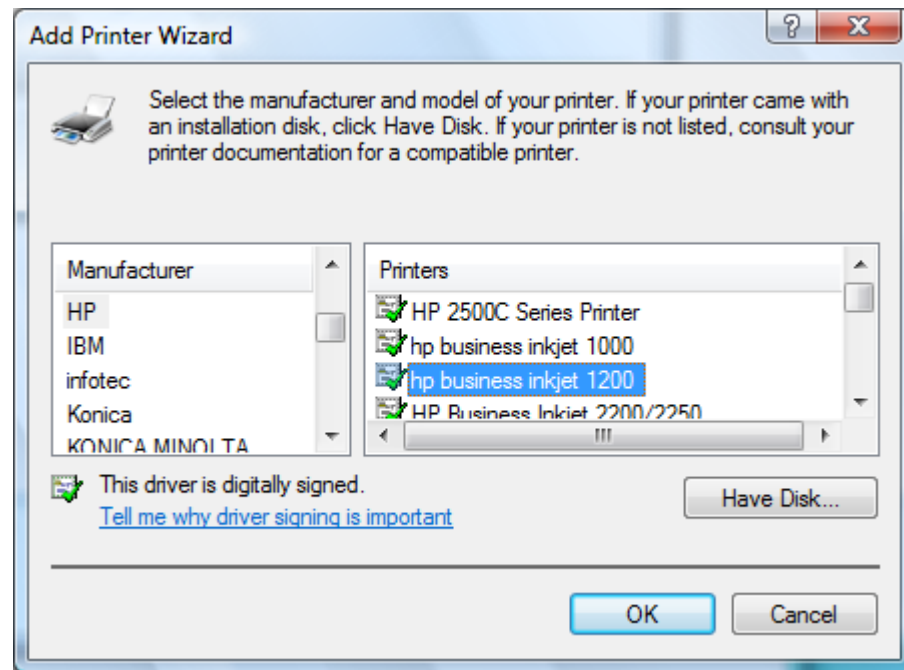 Add Printer Wizard
Select the manufacturer and model of your printer. If your printer came with
an installation disk, click Have Disk. If your printer is not listed, consult your
printer documentation for a compatible printer.
Manufacturer
HP
IBM
infotec
Konica
KONICA MINOLTA
Printers
HP 2500C Series Printer
hp business inkjet 1000
hp business inkjet 1200
HP Business Inkjet 2200/2250
This driver is digitally signed.
Tell me why driver signing is important
Have Disk...
OK
Cancel